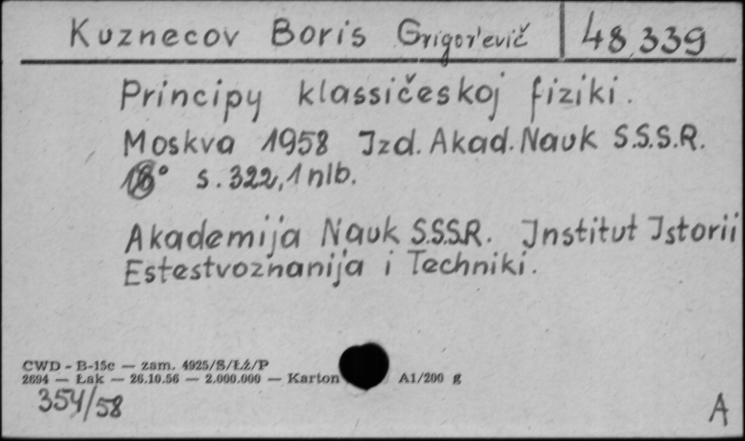 Kuznecov Boris Grigor'evič 48 339
Principy klassičeskoj fiziki.
Moskva 1958 Izd. Akad. Nauk S.S.S.R.
8° s. 322, 1 nlb.
Akademija Nauk S.S.S.R. Institut Istorii
Estestvoznanija i Techniki.
CWD - B-15c — zam. 4925/S/Łż/P
2694 — Łak — 26.10.56 — 2.000.000 — Karton A1/200 g
354/58
A